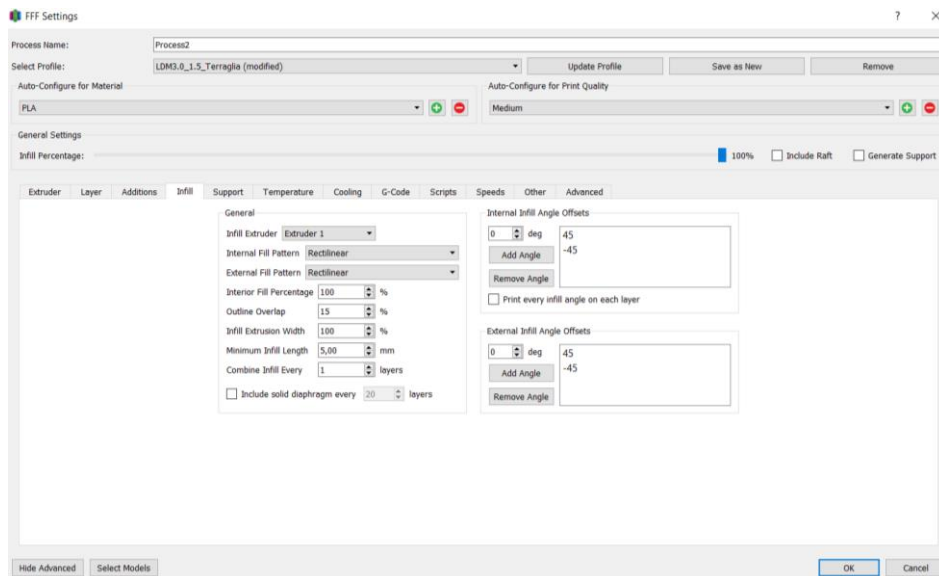 FFF Settings ? ×
Process Name: Process2
Select Profile: LDM3.0_1.5_Terraglia (modified) Update Profile Save as New Remove
Auto-Configure for Material Auto-Configure for Print Quality
PLA Medium
General Settings
Infill Percentage: 100% Include Raft Generate Support
Extruder Layer Additions Infill Support Temperature Cooling G-Code Scripts Speeds Other Advanced
General
Infill Extruder Extruder 1
Internal Fill Pattern Rectilinear
External Fill Pattern Rectilinear
Interior Fill Percentage 100 %
Outline Overlap 15 %
Infill Extrusion Width 100 %
Minimum Infill Length 5,00 mm
Combine Infill Every 1 layers
Include solid diaphragm every 20 layers
Internal Infill Angle Offsets
0 deg 45
-45
Add Angle
Remove Angle
Print every infill angle on each layer
External Infill Angle Offsets
0 deg 45
-45
Add Angle
Remove Angle
Hide Advanced Select Models OK Cancel